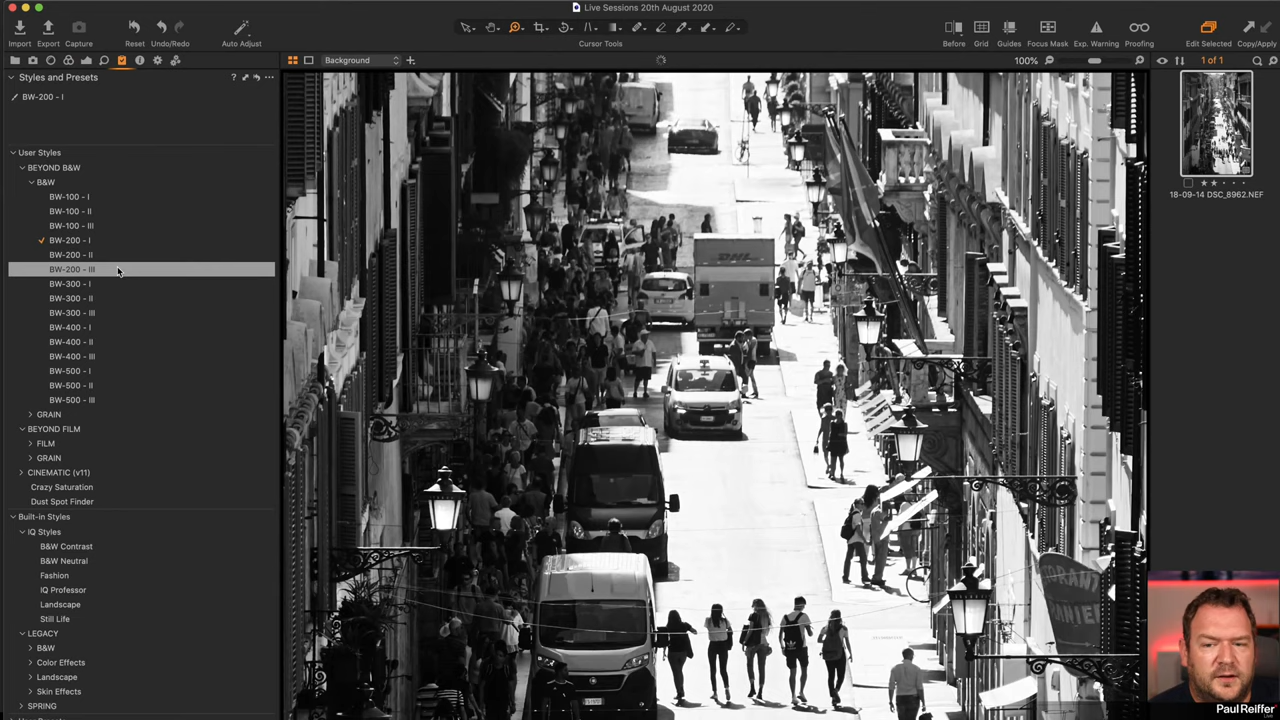 Live Sessions 20th August 2020
Import
Export
Capture
Reset
Undo/Redo
Auto Adjust
Cursor Tools
Before
Grid
Guides
Focus Mask
Exp. Warning
Proofing
Edit Selected
Copy/Apply
Background
100%
1 of 1
Styles and Presets
BW-200 - I
User Styles
BEYOND B&W
B&W
BW-100 - I
BW-100 - II
BW-100 - III
BW-200 - I
BW-200 - II
BW-200 - III
BW-300 - I
BW-300 - II
BW-300 - III
BW-400 - I
BW-400 - II
BW-400 - III
BW-500 - I
BW-500 - II
BW-500 - III
GRAIN
BEYOND FILM
FILM
GRAIN
CINEMATIC (v11)
Crazy Saturation
Dust Spot Finder
Built-in Styles
IQ Styles
B&W Contrast
B&W Neutral
Fashion
IQ Professor
Landscape
Still Life
LEGACY
B&W
Color Effects
Landscape
Skin Effects
SPRING
18-09-14 DSC_8962.NEF
DHL
Paul Reiffer